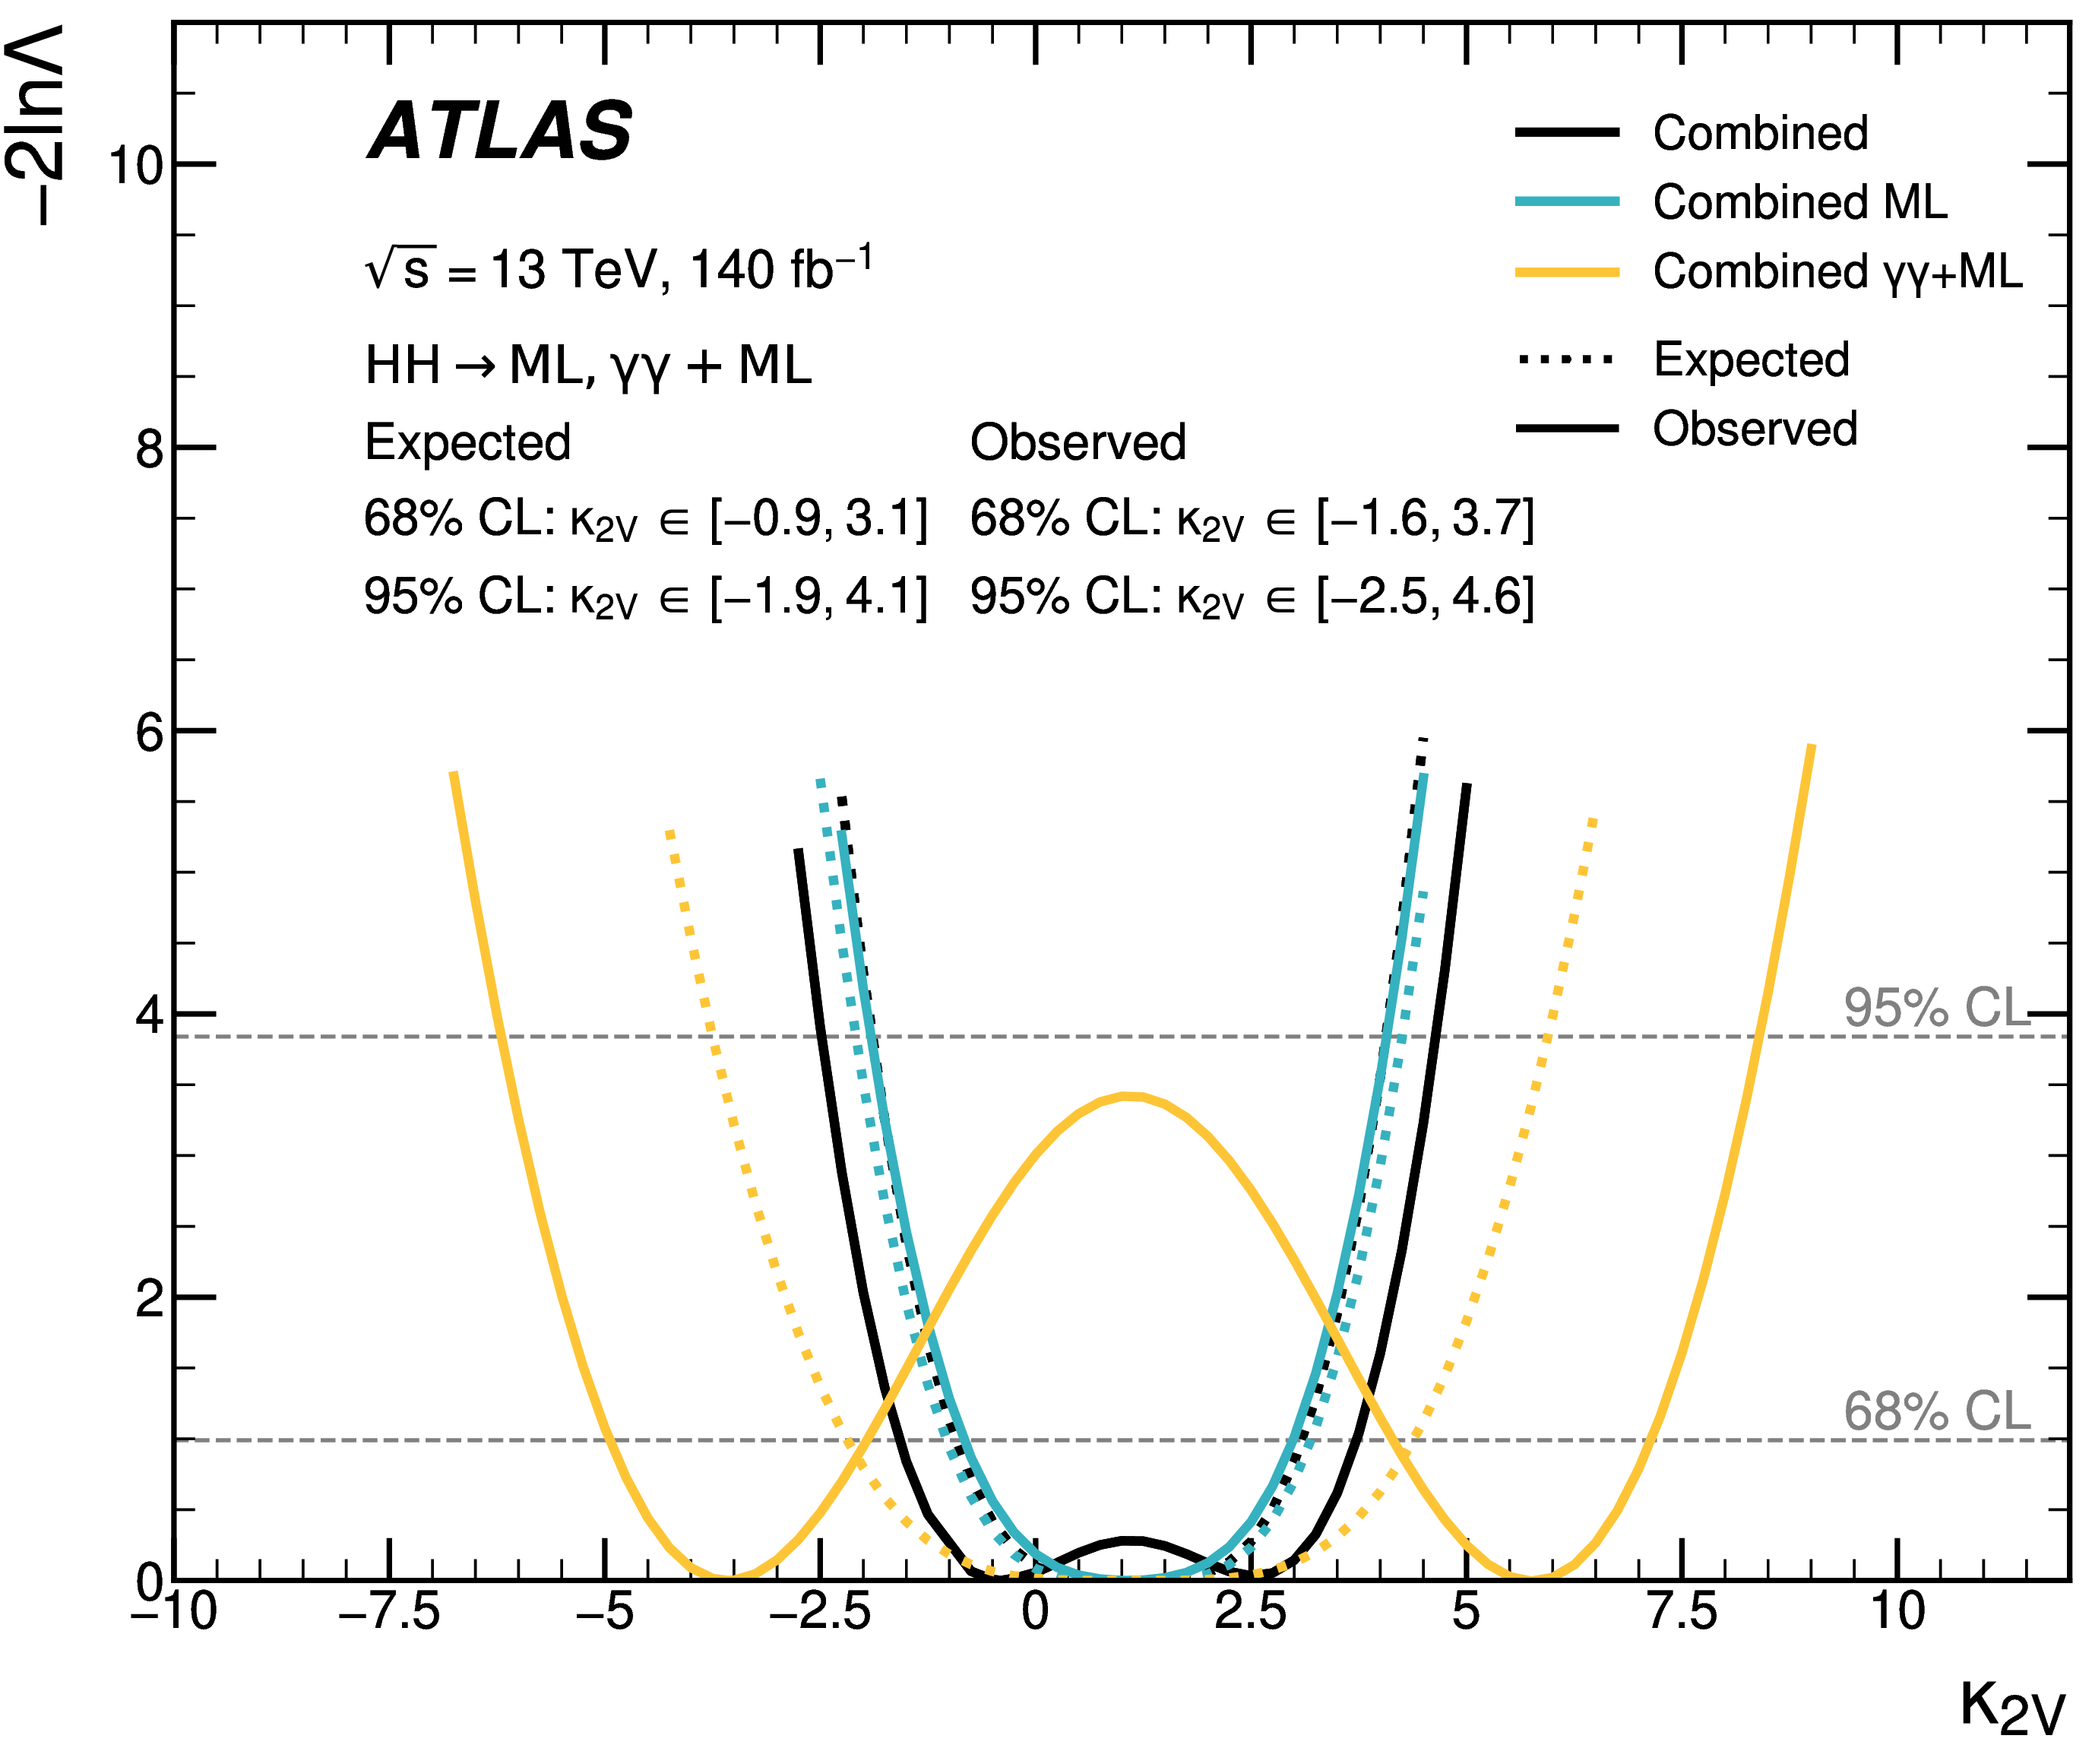 −2lnΛ
ATLAS
√s = 13 TeV, 140 fb⁻¹
HH → ML, γγ + ML
Expected Observed
68% CL: κ₂V ∈ [−0.9, 3.1] 68% CL: κ₂V ∈ [−1.6, 3.7]
95% CL: κ₂V ∈ [−1.9, 4.1] 95% CL: κ₂V ∈ [−2.5, 4.6]
Combined
Combined ML
Combined γγ+ML
Expected
Observed
10
8
6
4
2
0
95% CL
68% CL
−10 −7.5 −5 −2.5 0 2.5 5 7.5 10
κ₂V